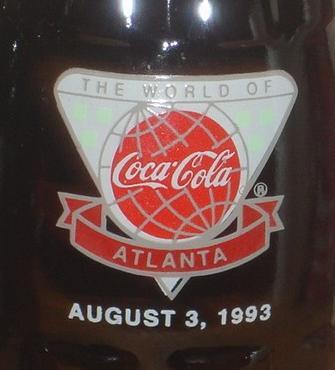 THE WORLD OF
Coca-Cola ®
ATLANTA
AUGUST 3, 1993